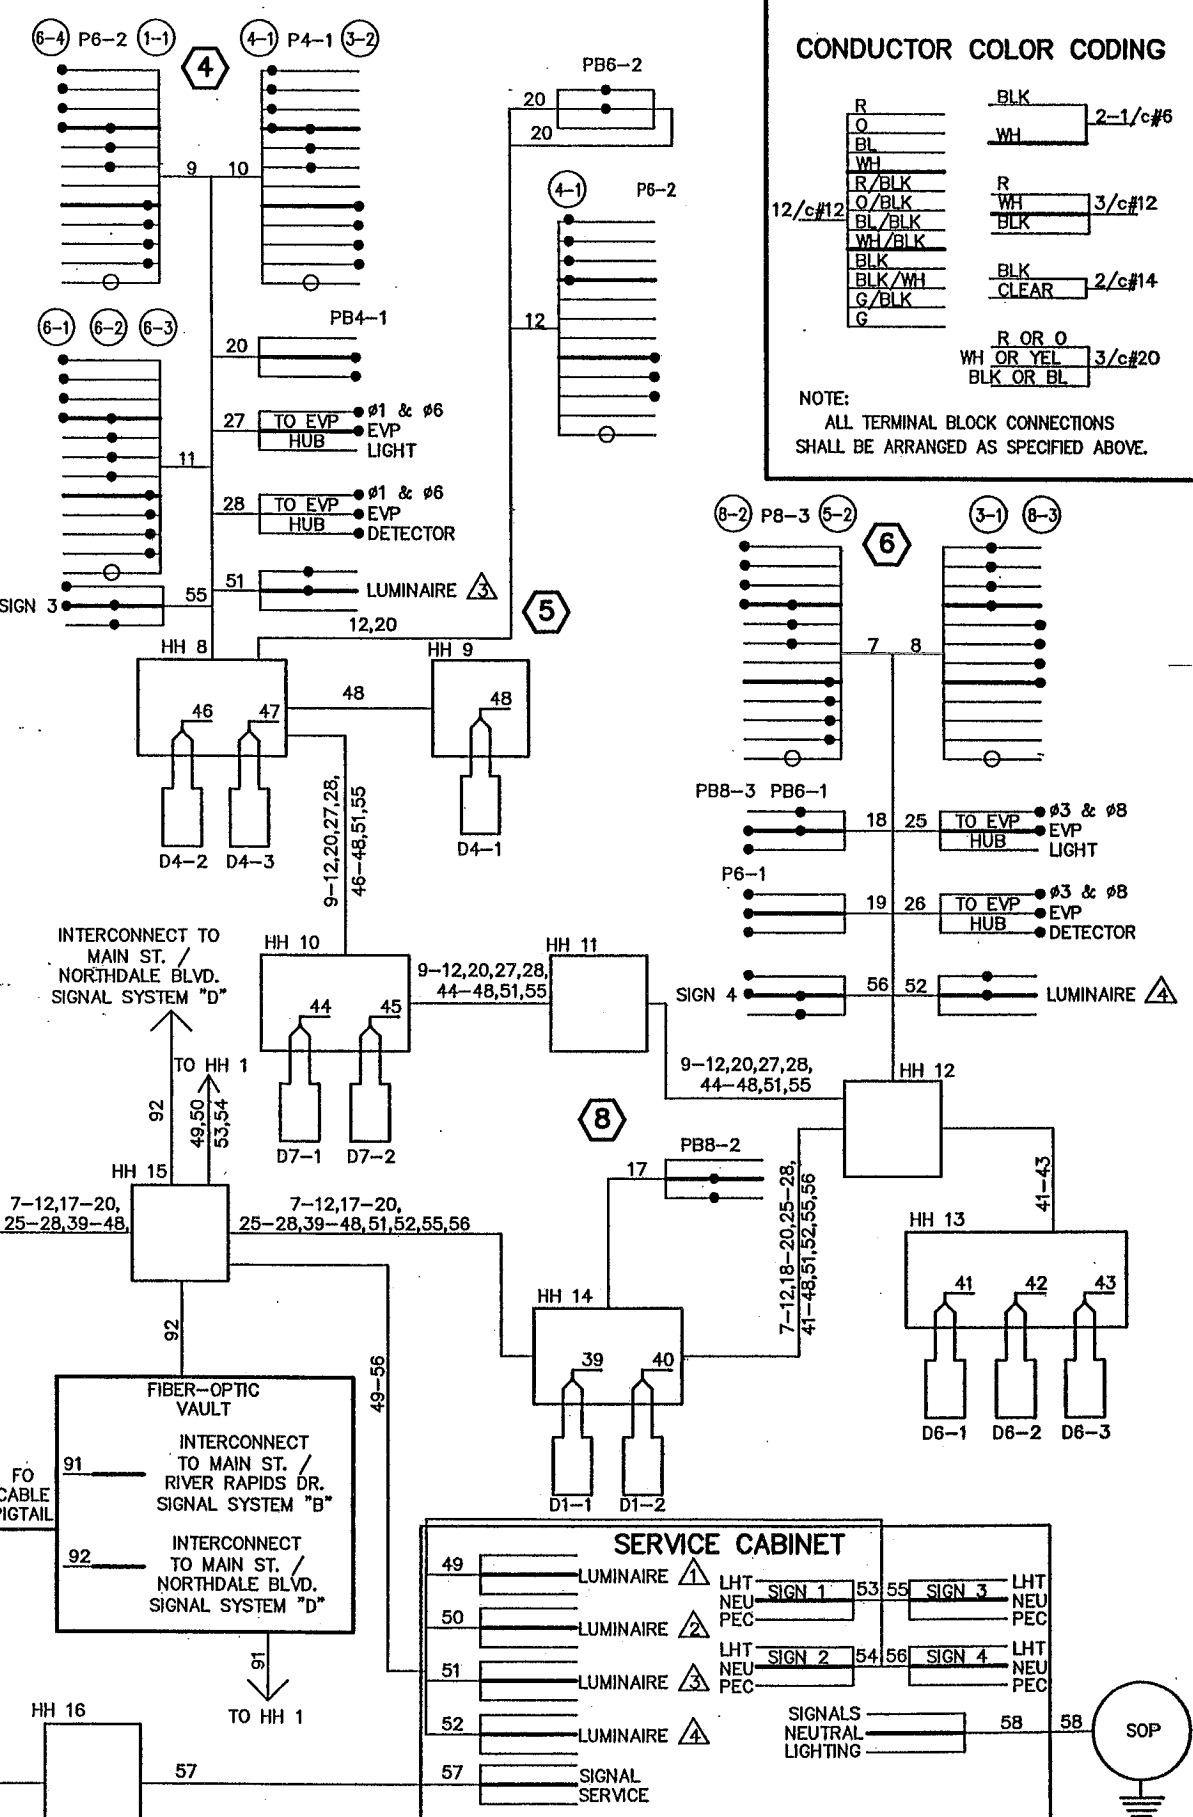 6-4 P6-2 1-1
4
4-1 P4-1 3-2
9
10
6-1 6-2 6-3
11
PB4-1
20
27
TO EVP
HUB
ø1 & ø6
EVP
LIGHT
28
TO EVP
HUB
ø1 & ø6
EVP
DETECTOR
51
LUMINAIRE 3
SIGN 3
55
PB6-2
20
20
4-1 P6-2
12
12,20
5
HH 8
46
47
D4-2
D4-3
48
HH 9
48
D4-1
9-12,20,27,28,
46-48,51,55
CONDUCTOR COLOR CODING
12/c#12
R
O
BL
WH
R/BLK
O/BLK
BL/BLK
WH/BLK
BLK
BLK/WH
G/BLK
G
BLK
WH
2-1/c#6
R
WH
BLK
3/c#12
BLK
CLEAR
2/c#14
R OR O
WH OR YEL
BLK OR BL
3/c#20
NOTE:
ALL TERMINAL BLOCK CONNECTIONS
SHALL BE ARRANGED AS SPECIFIED ABOVE.
8-2 P8-3 5-2
6
3-1 8-3
7
8
PB8-3 PB6-1
18
25
TO EVP
HUB
ø3 & ø8
EVP
LIGHT
P6-1
19
26
TO EVP
HUB
ø3 & ø8
EVP
DETECTOR
SIGN 4
56
52
LUMINAIRE 4
INTERCONNECT TO
MAIN ST. /
NORTHDALE BLVD.
SIGNAL SYSTEM "D"
HH 10
44
45
D7-1
D7-2
9-12,20,27,28,
44-48,51,55
HH 11
9-12,20,27,28,
44-48,51,55
HH 12
TO HH 1
92
49,50
53,54
8
HH 15
7-12,17-20,
25-28,39-48,
7-12,17-20,
25-28,39-48,51,52,55,56
PB8-2
17
7-12,18-20,25-28,
41-48,51,52,55,56
41-43
HH 13
41
42
43
D6-1
D6-2
D6-3
HH 14
39
40
D1-1
D1-2
92
49-56
FIBER-OPTIC
VAULT
91
INTERCONNECT
TO MAIN ST. /
RIVER RAPIDS DR.
SIGNAL SYSTEM "B"
92
INTERCONNECT
TO MAIN ST. /
NORTHDALE BLVD.
SIGNAL SYSTEM "D"
FO
CABLE
PIGTAIL
91
TO HH 1
HH 16
57
SERVICE CABINET
49
LUMINAIRE 1
50
LUMINAIRE 2
51
LUMINAIRE 3
52
LUMINAIRE 4
57
SIGNAL
SERVICE
LHT
NEU
PEC
SIGN 1
53
55
SIGN 3
LHT
NEU
PEC
LHT
NEU
PEC
SIGN 2
54
56
SIGN 4
LHT
NEU
PEC
SIGNALS
NEUTRAL
LIGHTING
58
58
SOP